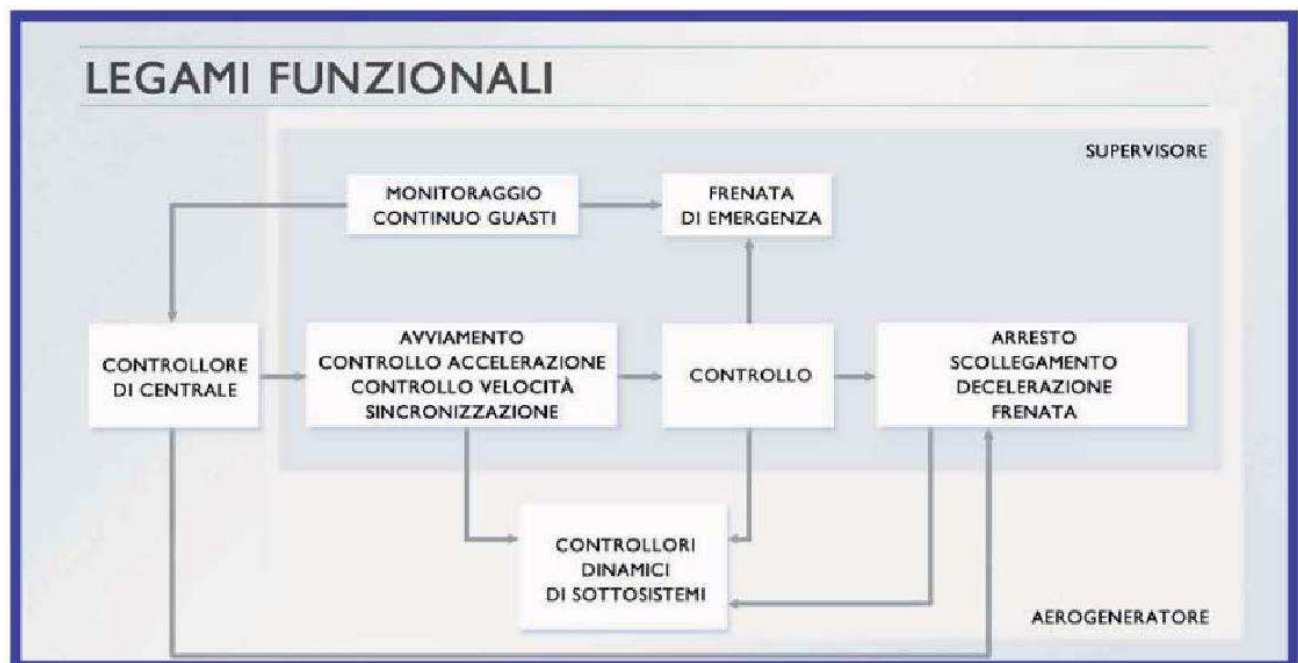 LEGAMI FUNZIONALI
SUPERVISORE
MONITORAGGIO
CONTINUO GUASTI
FRENATA
DI EMERGENZA
CONTROLLORE
DI CENTRALE
AVVIAMENTO
CONTROLLO ACCELERAZIONE
CONTROLLO VELOCITÀ
SINCRONIZZAZIONE
CONTROLLO
ARRESTO
SCOLLEGAMENTO
DECELERAZIONE
FRENATA
CONTROLLORI
DINAMICI
DI SOTTOSISTEMI
AEROGENERATORE